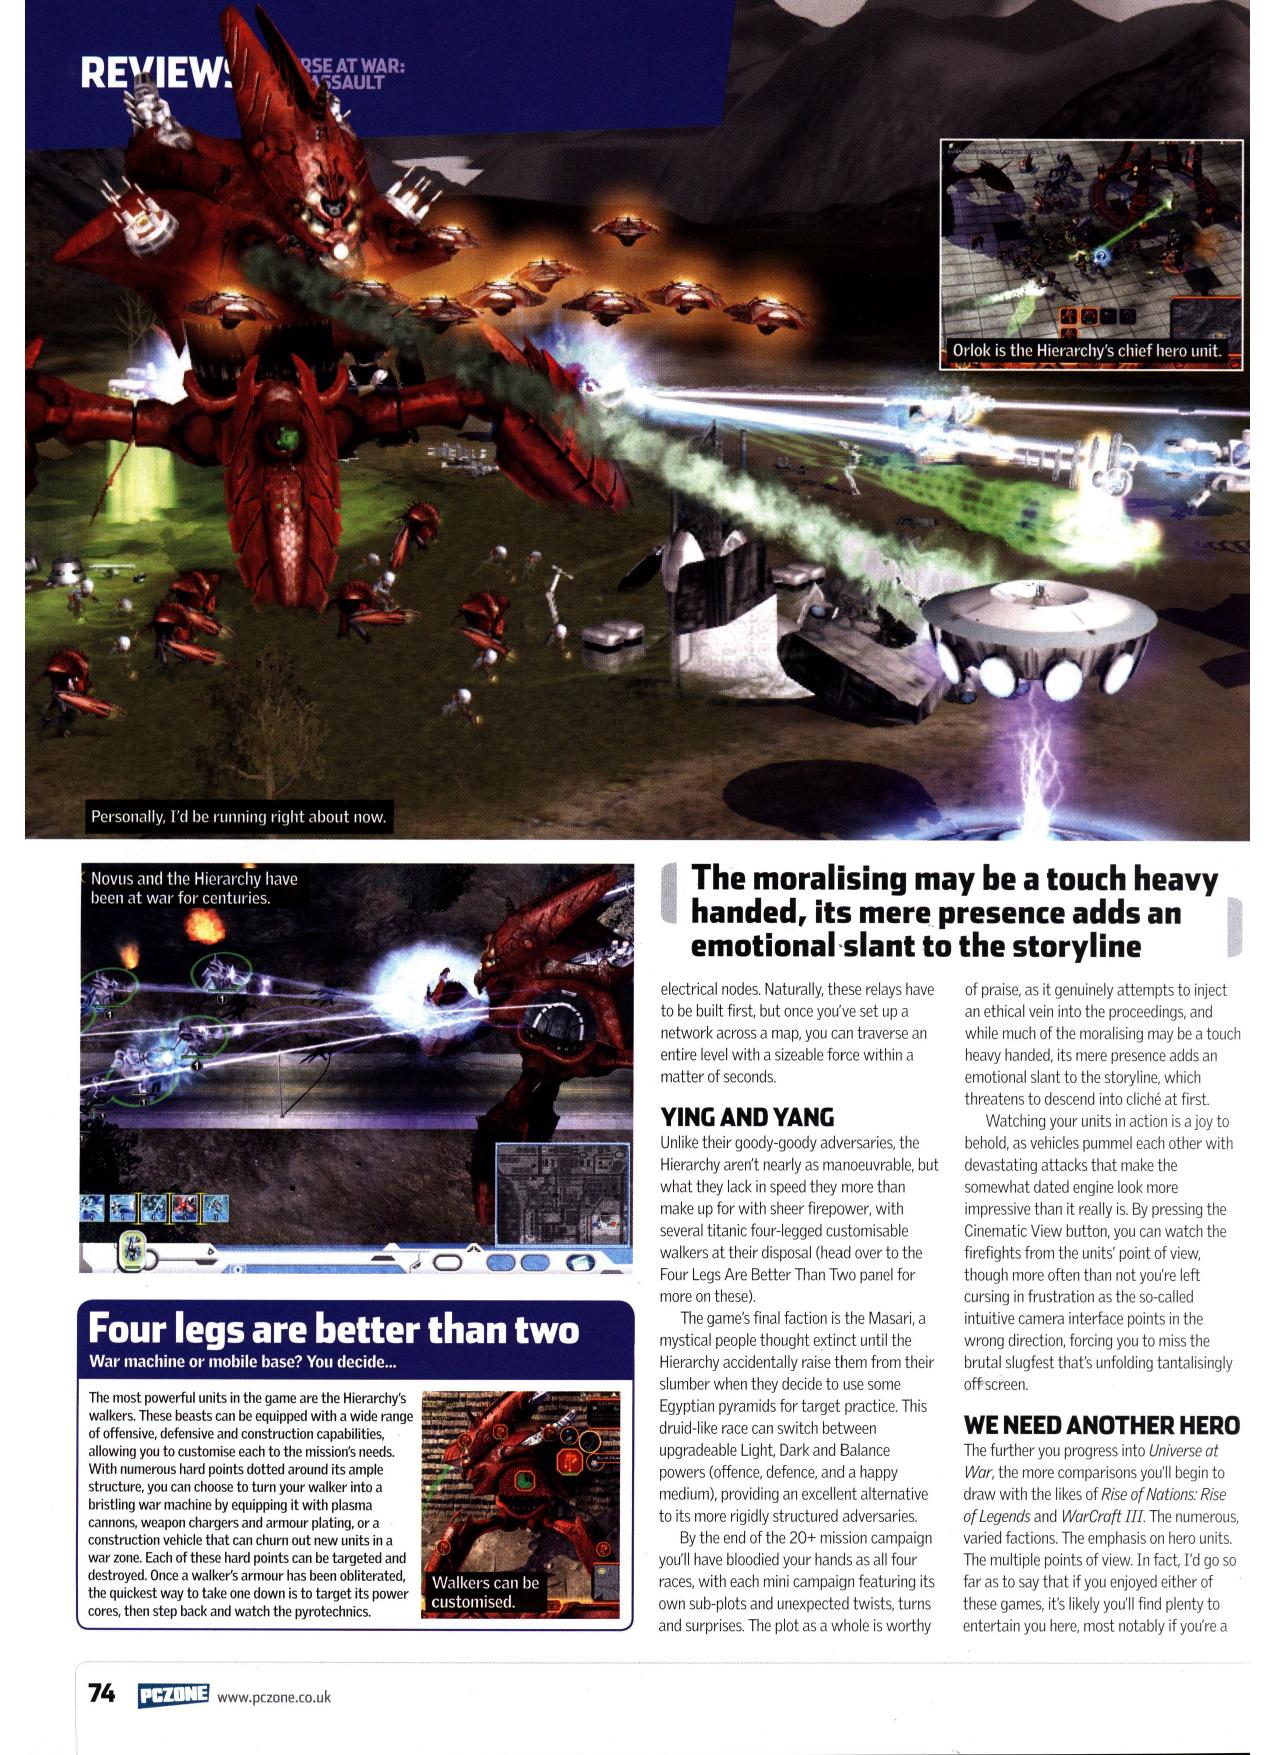 REVIEWS
RSE AT WAR:
SSAULT
Orlok is the Hierarchy's chief hero unit.
Personally, I'd be running right about now.
Novus and the Hierarchy have
been at war for centuries.
The moralising may be a touch heavy
handed, its mere presence adds an
emotional slant to the storyline
electrical nodes. Naturally, these relays have
to be built first, but once you've set up a
network across a map, you can traverse an
entire level with a sizeable force within a
matter of seconds.
YING AND YANG
Unlike their goody-goody adversaries, the
Hierarchy aren't nearly as manoeuvrable, but
what they lack in speed they more than
make up for with sheer firepower, with
several titanic four-legged customisable
walkers at their disposal (head over to the
Four Legs Are Better Than Two panel for
more on these).
The game's final faction is the Masari, a
mystical people thought extinct until the
Hierarchy accidentally raise them from their
slumber when they decide to use some
Egyptian pyramids for target practice. This
druid-like race can switch between
upgradeable Light, Dark and Balance
powers (offence, defence, and a happy
medium), providing an excellent alternative
to its more rigidly structured adversaries.
By the end of the 20+ mission campaign
you'll have bloodied your hands as all four
races, with each mini campaign featuring its
own sub-plots and unexpected twists, turns
and surprises. The plot as a whole is worthy
of praise, as it genuinely attempts to inject
an ethical vein into the proceedings, and
while much of the moralising may be a touch
heavy handed, its mere presence adds an
emotional slant to the storyline, which
threatens to descend into cliché at first.
Watching your units in action is a joy to
behold, as vehicles pummel each other with
devastating attacks that make the
somewhat dated engine look more
impressive than it really is. By pressing the
Cinematic View button, you can watch the
firefights from the units' point of view,
though more often than not you're left
cursing in frustration as the so-called
intuitive camera interface points in the
wrong direction, forcing you to miss the
brutal slugfest that's unfolding tantalisingly
off screen.
WE NEED ANOTHER HERO
The further you progress into Universe at
War, the more comparisons you'll begin to
draw with the likes of Rise of Nations: Rise
of Legends and WarCraft III. The numerous,
varied factions. The emphasis on hero units.
The multiple points of view. In fact, I'd go so
far as to say that if you enjoyed either of
these games, it's likely you'll find plenty to
entertain you here, most notably if you're a
Four legs are better than two
War machine or mobile base? You decide...
The most powerful units in the game are the Hierarchy's
walkers. These beasts can be equipped with a wide range
of offensive, defensive and construction capabilities,
allowing you to customise each to the mission's needs.
With numerous hard points dotted around its ample
structure, you can choose to turn your walker into a
bristling war machine by equipping it with plasma
cannons, weapon chargers and armour plating, or a
construction vehicle that can churn out new units in a
war zone. Each of these hard points can be targeted and
destroyed. Once a walker's armour has been obliterated,
the quickest way to take one down is to target its power
cores, then step back and watch the pyrotechnics.
Walkers can be
customised.
74 PCZONE www.pczone.co.uk